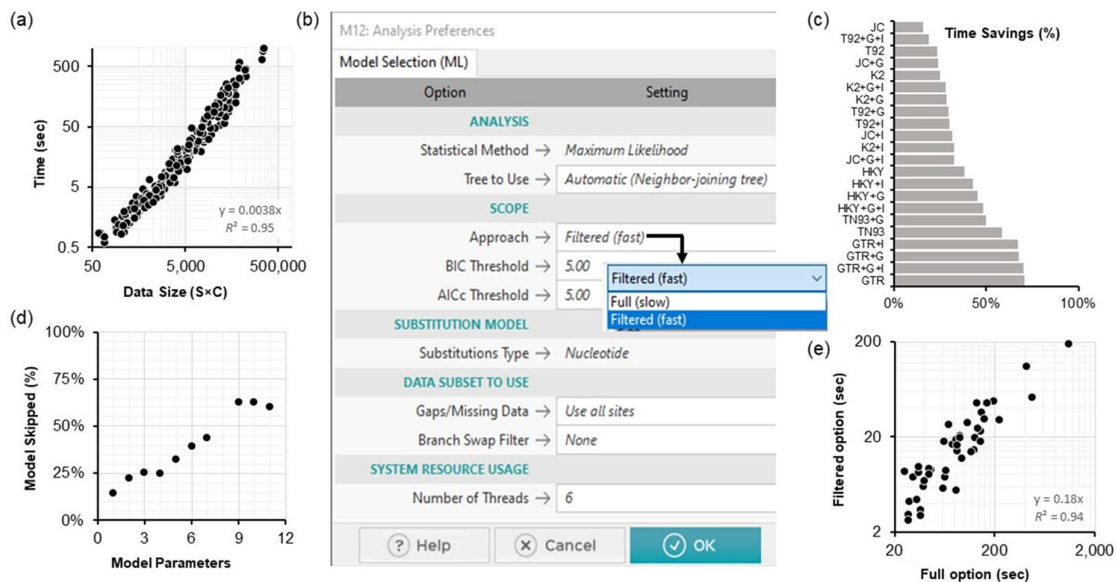 (a)
500
50
5
0.5
50
5,000
500,000
Time (sec)
Data Size (S×C)
y = 0.0038x
R² = 0.95
(b)
M12: Analysis Preferences
Model Selection (ML)
Option Setting
ANALYSIS
Statistical Method → Maximum Likelihood
Tree to Use → Automatic (Neighbor-joining tree)
SCOPE
Approach → Filtered (fast)
BIC Threshold → 5.00
Filtered (fast)
AICc Threshold → 5.00
Full (slow)
Filtered (fast)
SUBSTITUTION MODEL
Substitutions Type → Nucleotide
DATA SUBSET TO USE
Gaps/Missing Data → Use all sites
Branch Swap Filter → None
SYSTEM RESOURCE USAGE
Number of Threads → 6
? Help
Cancel
OK
(c)
Time Savings (%)
JC
T92+G+I
T92
JC+G
K2
K2+G+I
K2+G
T92+G
T92+I
JC+I
K2+I
JC+G+I
HKY
HKY+I
HKY+G
HKY+G+I
TN93+G
TN93
GTR+I
GTR+G
GTR+G+I
GTR
0% 50% 100%
(d)
100%
75%
50%
25%
0%
0 3 6 9 12
Model Skipped (%)
Model Parameters
(e)
200
20
2
20 200 2,000
Filtered option (sec)
Full option (sec)
y = 0.18x
R² = 0.94